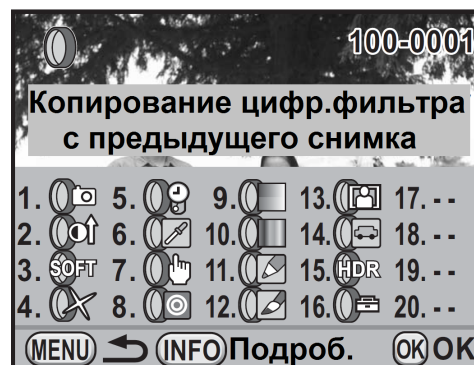 100-0001
Копирование цифр.фильтра
с предыдущего снимка
1. 5. 9. 13. 17. - -
2. 6. 10. 14. 18. - -
3. SOFT 7. 11. 15. HDR 19. - -
4. 8. 12. 16. 20. - -
MENU INFO Подроб. OK OK